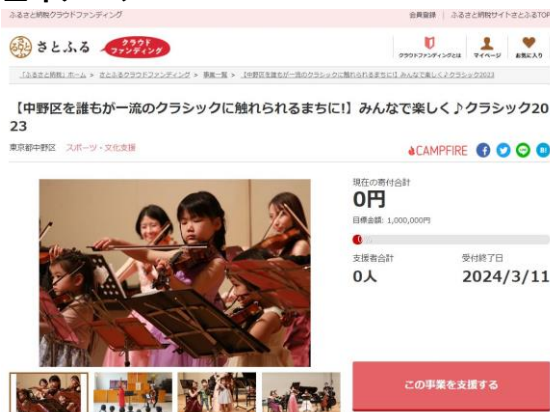 ふるさと納税クラウドファンディング
会員登録 | ふるさと納税サイトさとふるTOP
さとふる クラウドファンディング
クラウドファンディングとは マイページ お気に入り
「ふるさと納税」ホーム > さとふるクラウドファンディング > 事業一覧 > 【中野区を誰もが一流のクラシックに触れられるまちに!】みんなで楽しく♪クラシック2023
【中野区を誰もが一流のクラシックに触れられるまちに!】みんなで楽しく♪クラシック20
23
東京都中野区 スポーツ・文化支援
CAMPFIRE
現在の寄付合計
0円
目標金額: 1,000,000円
0%
支援者合計 受付終了日
0人 2024/3/11
この事業を支援する